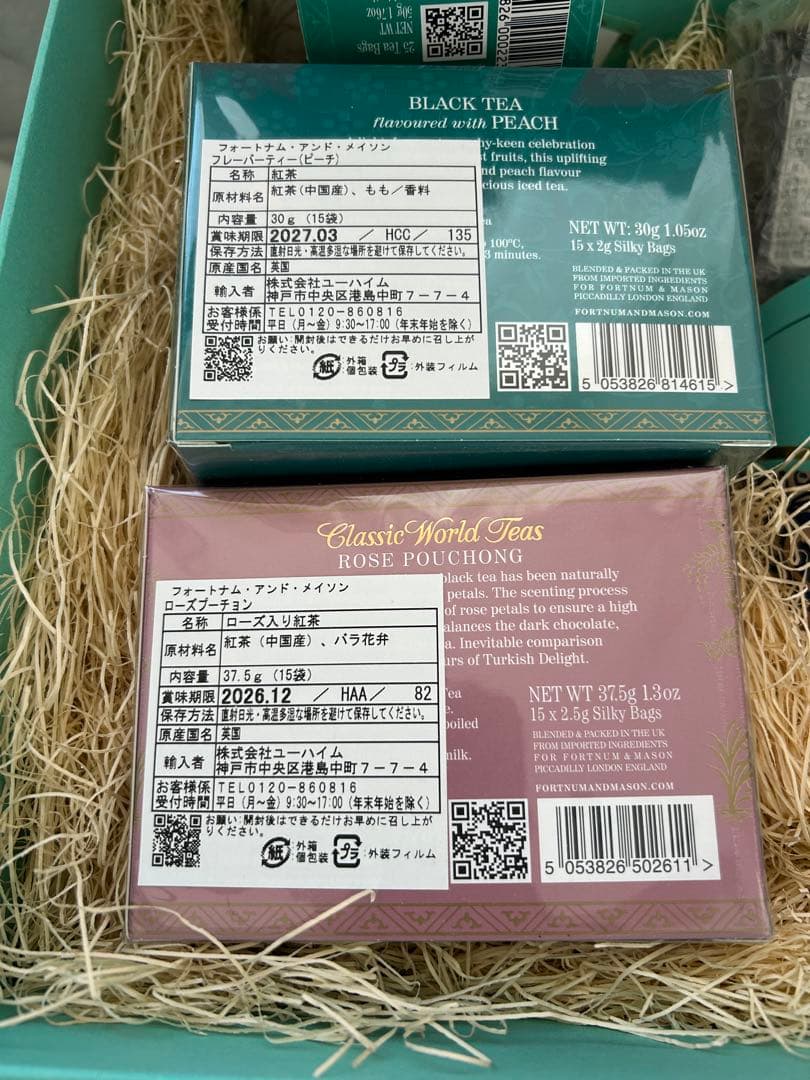 25 Tea Bags
NET WT
50g 1.76oz
BLACK TEA
flavoured with PEACH
-keen celebration
fruits, this uplifting
nd peach flavour
cious iced tea.
100°C,
3 minutes.
フォートナム・アンド・メイソン
フレーバーティー(ピーチ)
名称 紅茶
原材料名 紅茶(中国産)、もも/香料
内容量 30g (15袋)
賞味期限 2027.03 / HCC/ 135
保存方法 直射日光・高温多湿な場所を避けて保存してください。
原産国名 英国
輸入者 株式会社ユーハイム
神戸市中央区港島中町7-7-4
お客様係 TEL0120-860816
受付時間 平日(月~金)9:30~17:00(年末年始を除く)
お願い:開封後はできるだけお早めに召し上が
りください。
紙 外箱
個包装 プラ 外装フィルム
NET WT: 30g 1.05oz
15 x 2g Silky Bags
BLENDED & PACKED IN THE UK
FROM IMPORTED INGREDIENTS
FOR FORTNUM & MASON
PICCADILLY LONDON ENGLAND
FORTNUMANDMASON.COM
5 053826 814615 >
Classic World Teas
ROSE POUCHONG
black tea has been naturally
petals. The scenting process
of rose petals to ensure a high
alances the dark chocolate,
a. Inevitable comparison
urs of Turkish Delight.
フォートナム・アンド・メイソン
ローズプーチョン
名称 ローズ入り紅茶
原材料名 紅茶(中国産)、バラ花弁
内容量 37.5g (15袋)
賞味期限 2026.12 / HAA/ 82
保存方法 直射日光・高温多湿な場所を避けて保存してください。
原産国名 英国
輸入者 株式会社ユーハイム
神戸市中央区港島中町7-7-4
お客様係 TEL0120-860816
受付時間 平日(月~金)9:30~17:00(年末年始を除く)
お願い:開封後はできるだけお早めに召し上が
りください。
紙 外箱
個包装 プラ 外装フィルム
NET WT 37.5g 1.3oz
15 x 2.5g Silky Bags
BLENDED & PACKED IN THE UK
FROM IMPORTED INGREDIENTS
FOR FORTNUM & MASON
PICCADILLY LONDON ENGLAND
FORTNUMANDMASON.COM
5 053826 502611 >